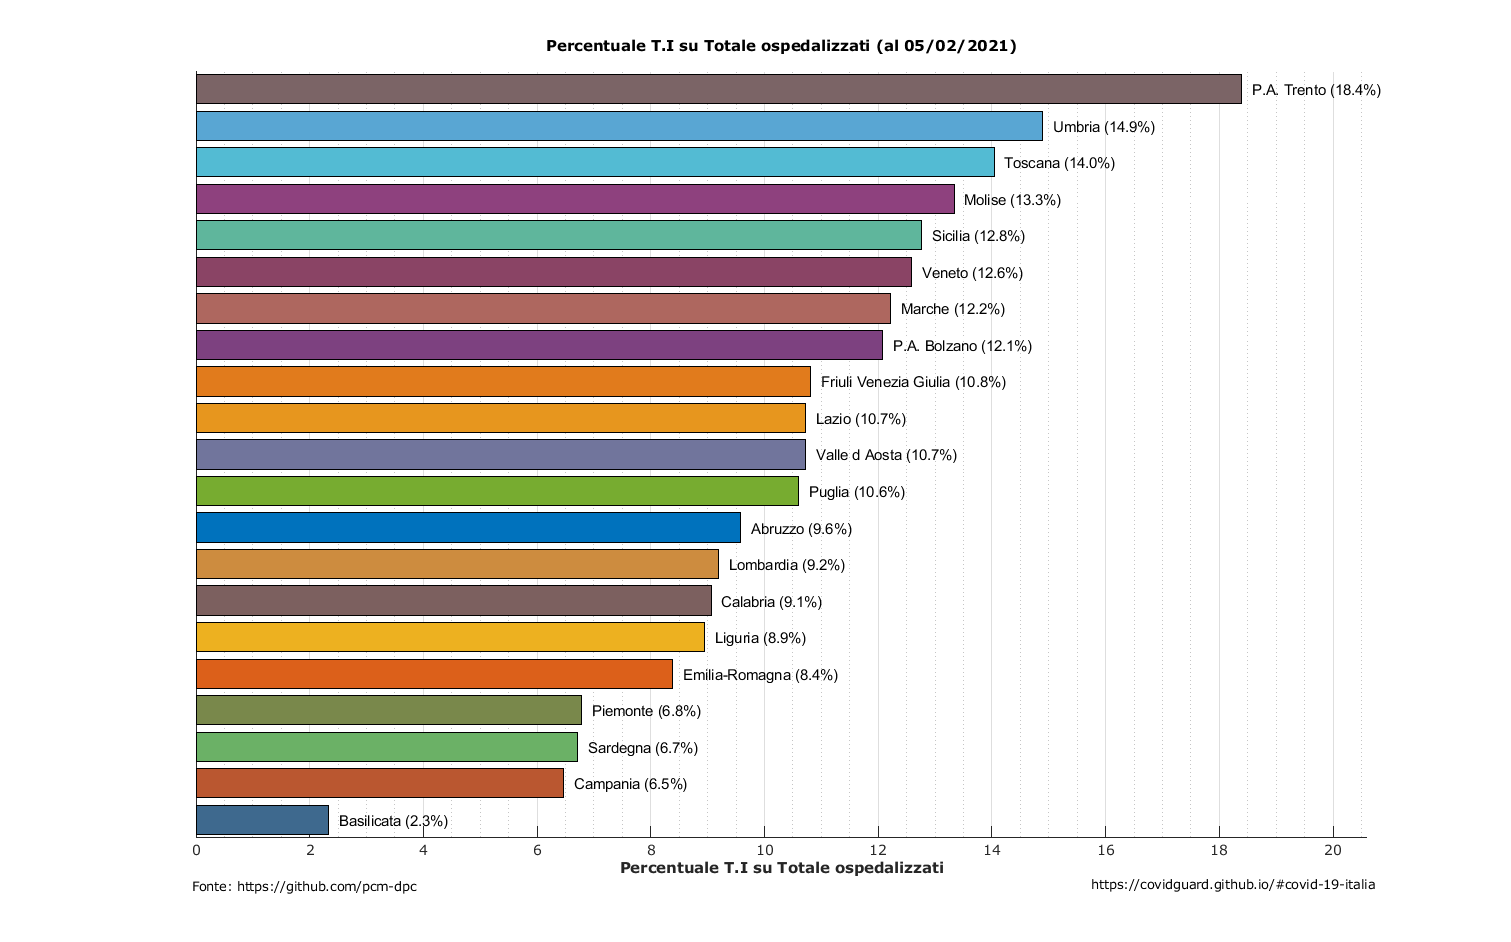 Percentuale T.I su Totale ospedalizzati (al 05/02/2021)
P.A. Trento (18.4%)
Umbria (14.9%)
Toscana (14.0%)
Molise (13.3%)
Sicilia (12.8%)
Veneto (12.6%)
Marche (12.2%)
P.A. Bolzano (12.1%)
Friuli Venezia Giulia (10.8%)
Lazio (10.7%)
Valle d Aosta (10.7%)
Puglia (10.6%)
Abruzzo (9.6%)
Lombardia (9.2%)
Calabria (9.1%)
Liguria (8.9%)
Emilia-Romagna (8.4%)
Piemonte (6.8%)
Sardegna (6.7%)
Campania (6.5%)
Basilicata (2.3%)
0 2 4 6 8 10 12 14 16 18 20
Percentuale T.I su Totale ospedalizzati
Fonte: https://github.com/pcm-dpc
https://covidguard.github.io/#covid-19-italia